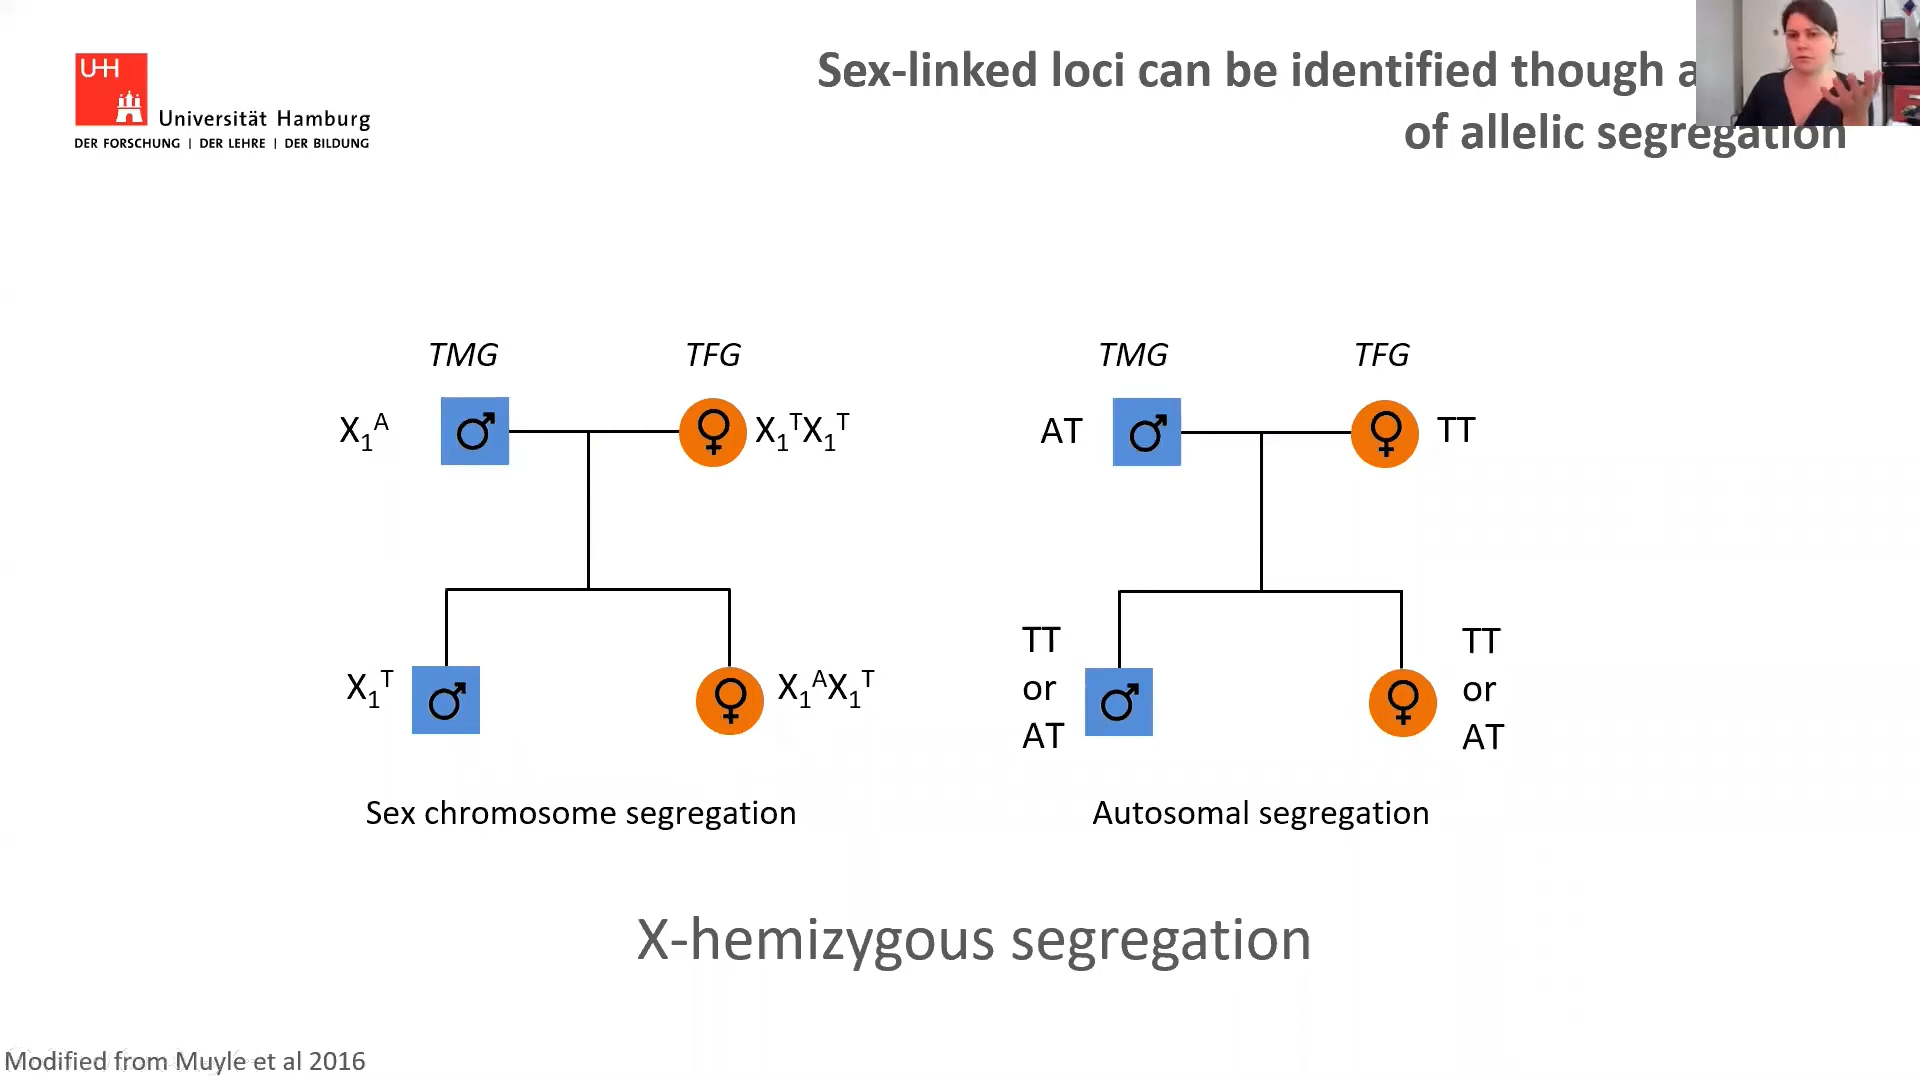 UHH
Universität Hamburg
DER FORSCHUNG | DER LEHRE | DER BILDUNG
Sex-linked loci can be identified though
of allelic segregation
TMG TFG
X₁ᴬ ♂ ♀ X₁ᵀX₁ᵀ
X₁ᵀ ♂ ♀ X₁ᴬX₁ᵀ
Sex chromosome segregation
TMG TFG
AT ♂ ♀ TT
TT
or
AT
♂ ♀
TT
or
AT
Autosomal segregation
X-hemizygous segregation
Modified from Muyle et al 2016